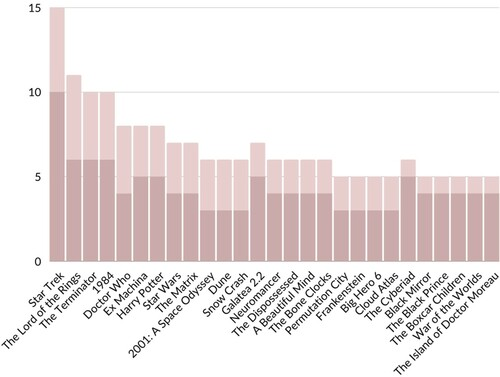 15
10
5
0
Star Trek
The Lord of the Rings
The Terminator
1984
Doctor Who
Ex Machina
Harry Potter
Star Wars
The Matrix
2001: A Space Odyssey
Dune
Snow Crash
Galatea 2.2
Neuromancer
The Dispossessed
A Beautiful Mind
The Bone Clocks
Permutation City
Frankenstein
Big Hero 6
Cloud Atlas
The Cyberiad
Black Mirror
The Black Prince
The Boxcar Children
War of the Worlds
The Island of Doctor Moreau